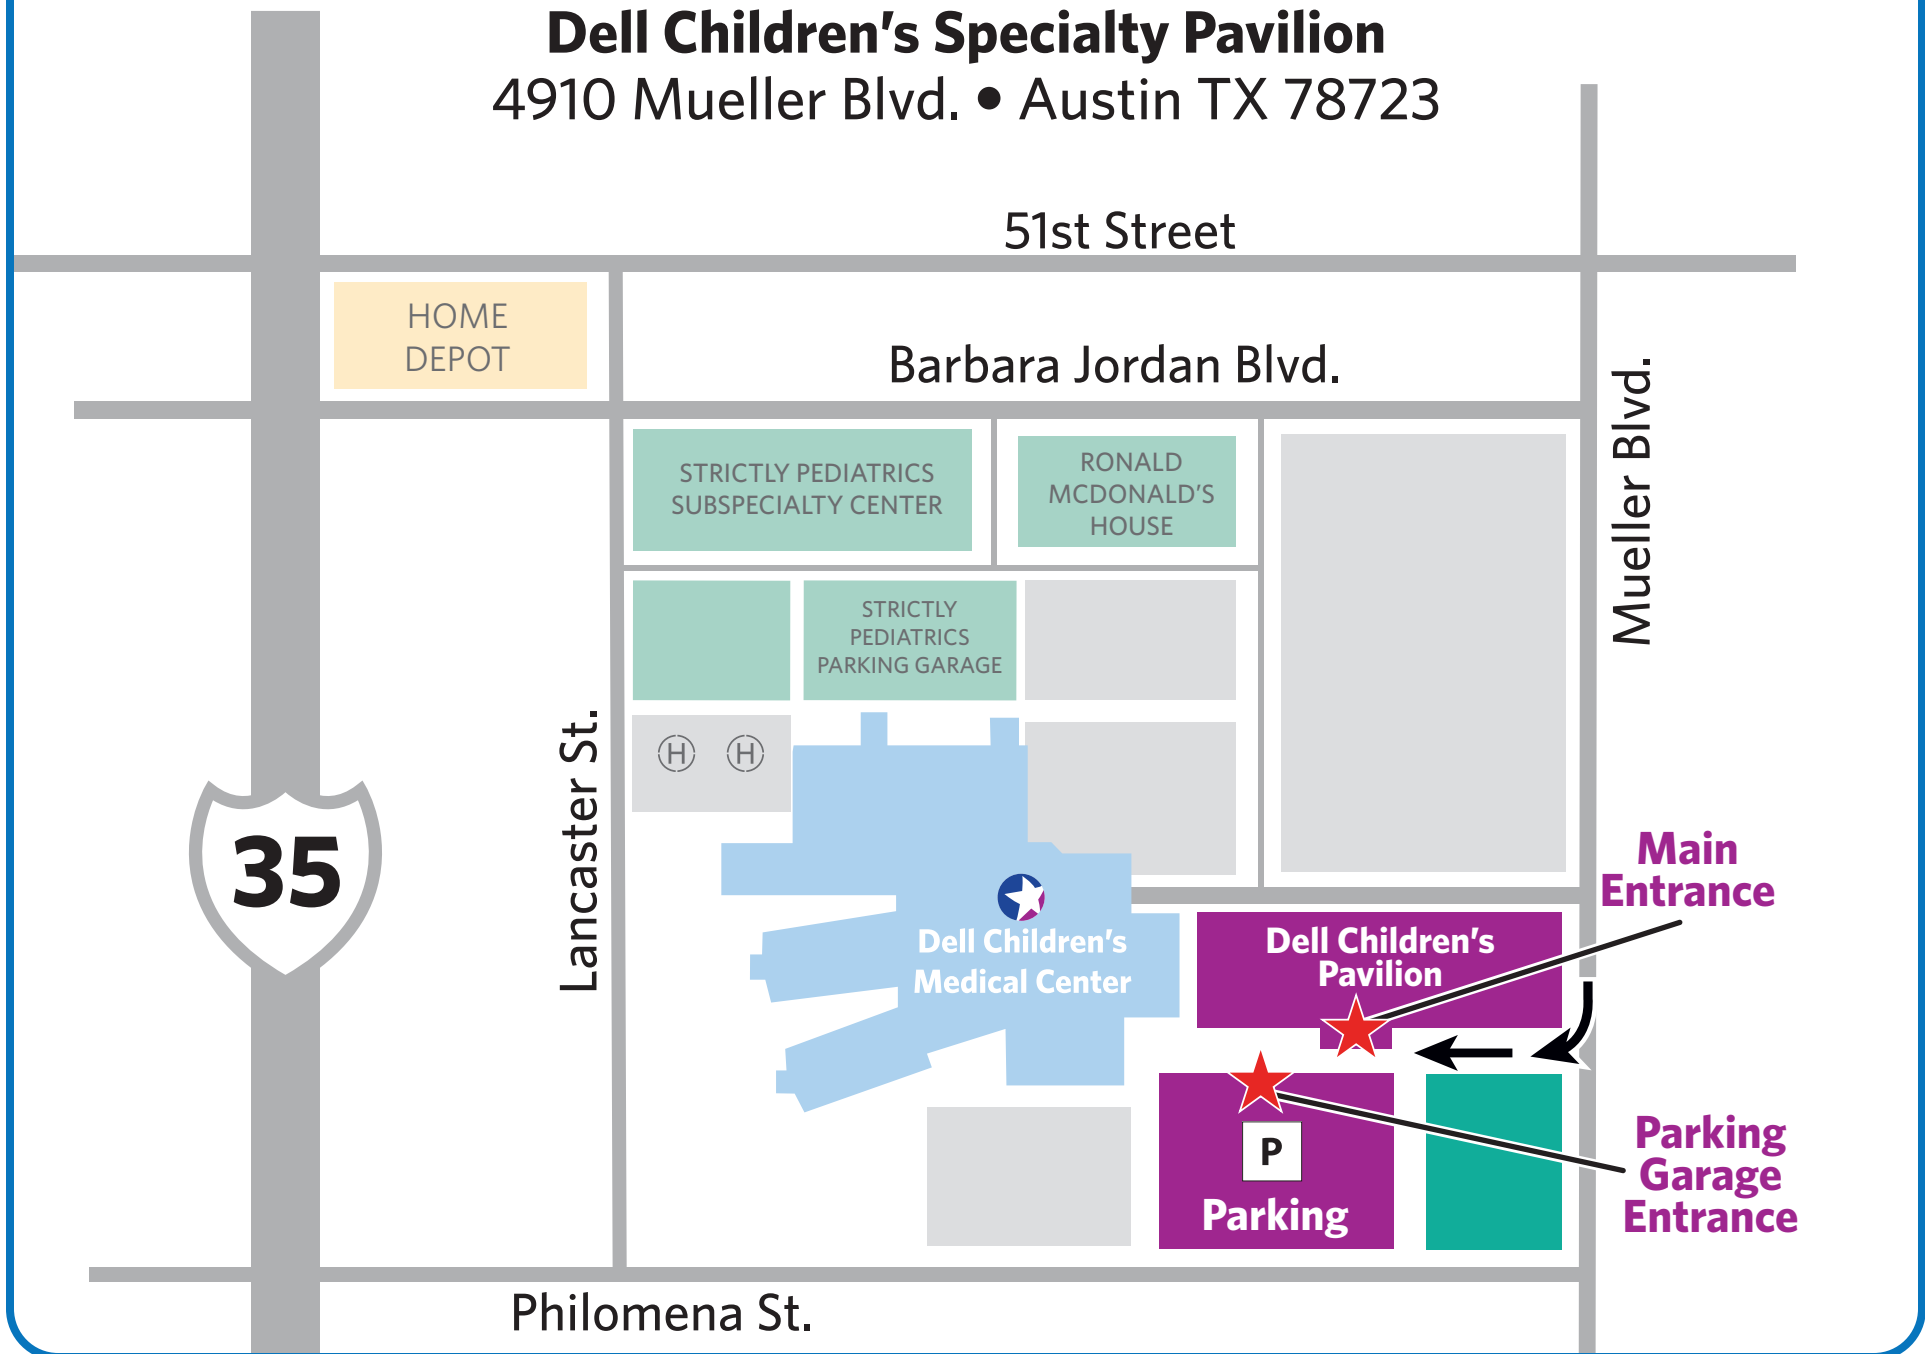 Dell Children's Specialty Pavilion
4910 Mueller Blvd. • Austin TX 78723
51st Street
HOME
DEPOT
Barbara Jordan Blvd.
Mueller Blvd.
STRICTLY PEDIATRICS
SUBSPECIALTY CENTER
RONALD
MCDONALD'S
HOUSE
STRICTLY
PEDIATRICS
PARKING GARAGE
Lancaster St.
H H
35
Main
Entrance
Dell Children's
Medical Center
Dell Children's
Pavilion
P
Parking
Parking
Garage
Entrance
Philomena St.